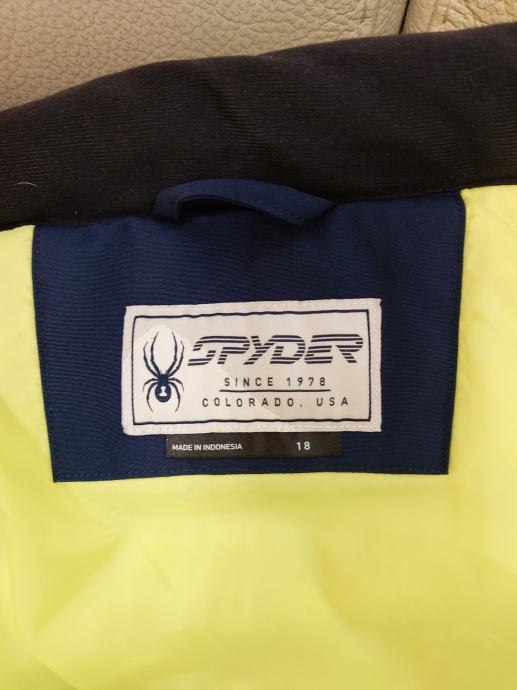 SPYDER
SINCE 1978
COLORADO, USA
MADE IN INDONESIA 18